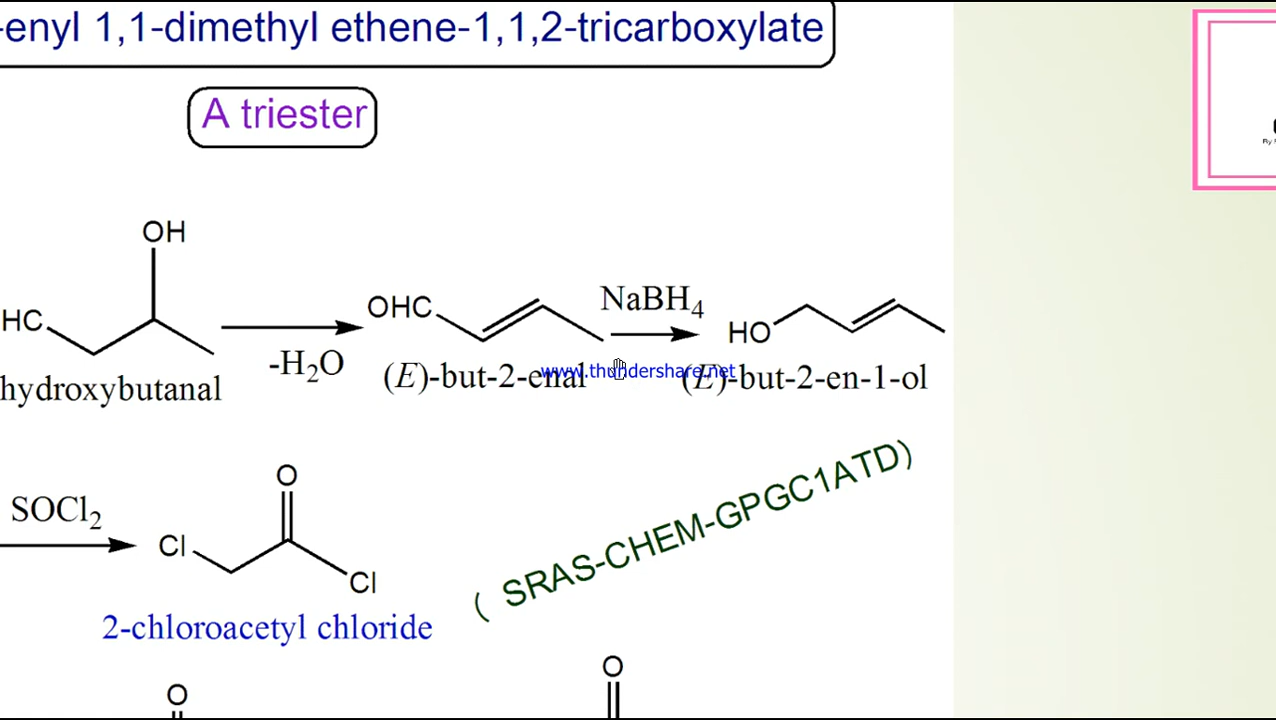 -enyl 1,1-dimethyl ethene-1,1,2-tricarboxylate
A triester
OH
HC
-H2O
OHC
NaBH4
HO
hydroxybutanal
(E)-but-2-enal
www.thundershare.net
(E)-but-2-en-1-ol
SOCl2
O
Cl
Cl
2-chloroacetyl chloride
( SRAS-CHEM-GPGC1ATD)
O
O